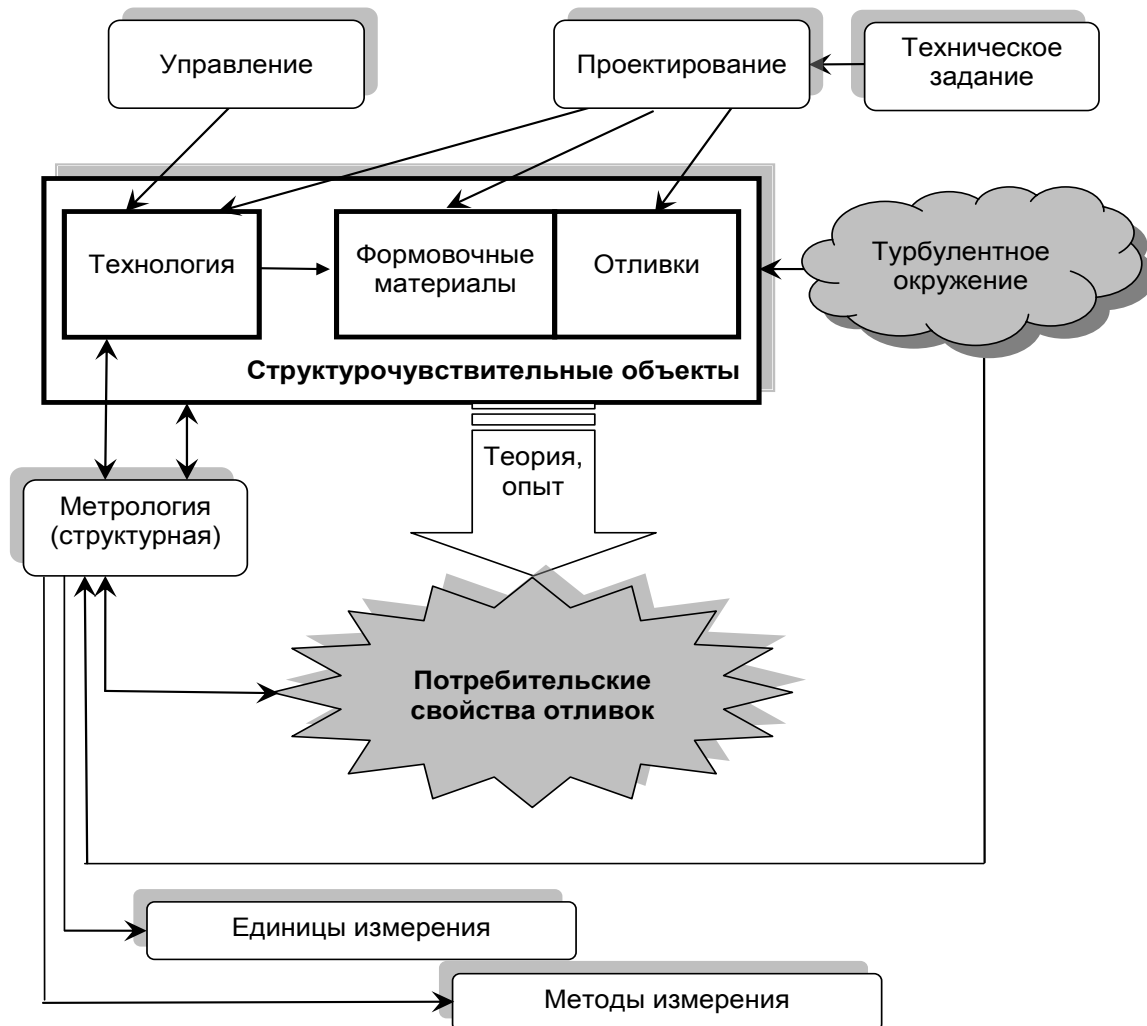 Управление
Проектирование
Техническое
задание
Технология
Формовочные
материалы
Отливки
Турбулентное
окружение
Структурочувствительные объекты
Теория,
опыт
Метрология
(структурная)
Потребительские
свойства отливок
Единицы измерения
Методы измерения